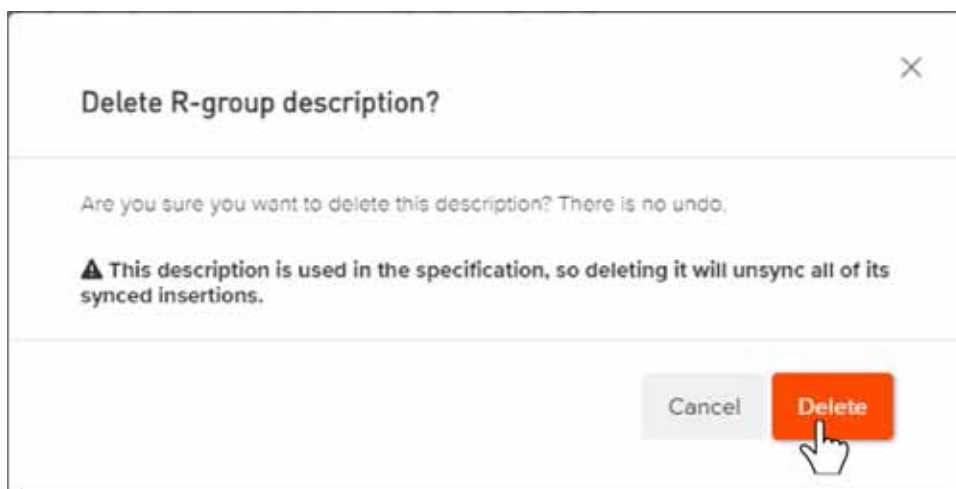 Delete R-group description?
Are you sure you want to delete this description? There is no undo.
This description is used in the specification, so deleting it will unsync all of its
synced insertions.
Cancel
Delete